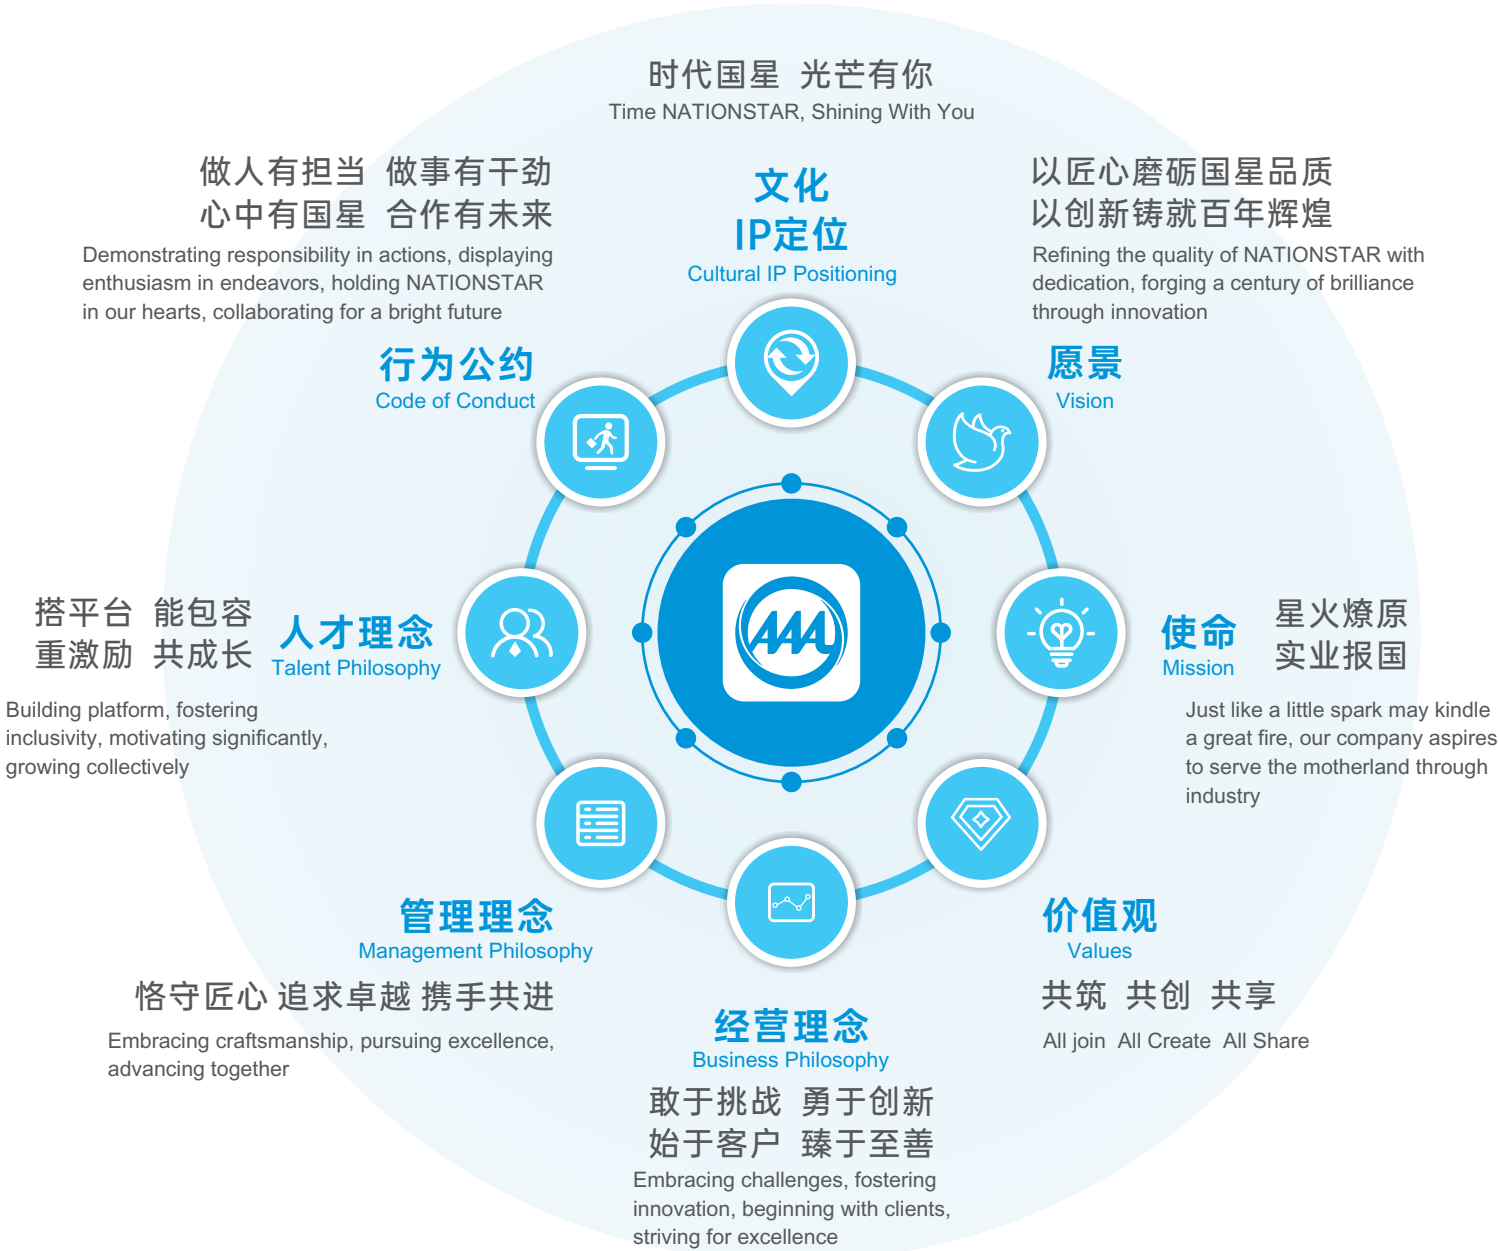 时代国星 光芒有你
Time NATIONSTAR, Shining With You
文化
IP定位
Cultural IP Positioning
做人有担当 做事有干劲
心中有国星 合作有未来
Demonstrating responsibility in actions, displaying
enthusiasm in endeavors, holding NATIONSTAR
in our hearts, collaborating for a bright future
行为公约
Code of Conduct
以匠心磨砺国星品质
以创新铸就百年辉煌
Refining the quality of NATIONSTAR with
dedication, forging a century of brilliance
through innovation
愿景
Vision
搭平台 能包容
重激励 共成长
人才理念
Talent Philosophy
Building platform, fostering
inclusivity, motivating significantly,
growing collectively
使命
Mission
星火燎原
实业报国
Just like a little spark may kindle
a great fire, our company aspires
to serve the motherland through
industry
管理理念
Management Philosophy
恪守匠心 追求卓越 携手共进
Embracing craftsmanship, pursuing excellence,
advancing together
价值观
Values
共筑 共创 共享
All join All Create All Share
经营理念
Business Philosophy
敢于挑战 勇于创新
始于客户 臻于至善
Embracing challenges, fostering
innovation, beginning with clients,
striving for excellence